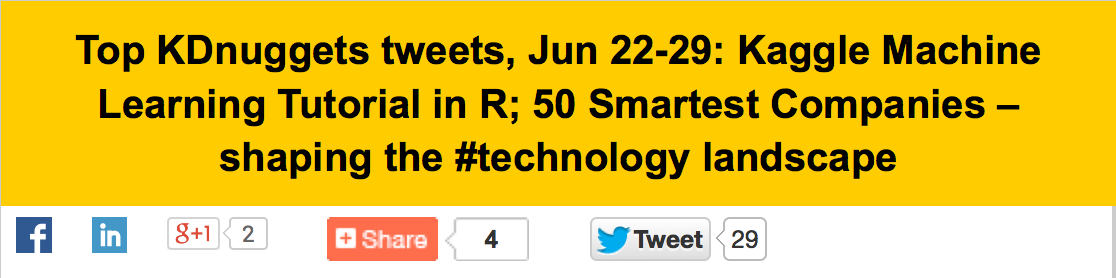 Top KDnuggets tweets, Jun 22-29: Kaggle Machine
Learning Tutorial in R; 50 Smartest Companies –
shaping the #technology landscape
f in g+1 2 Share 4 Tweet 29